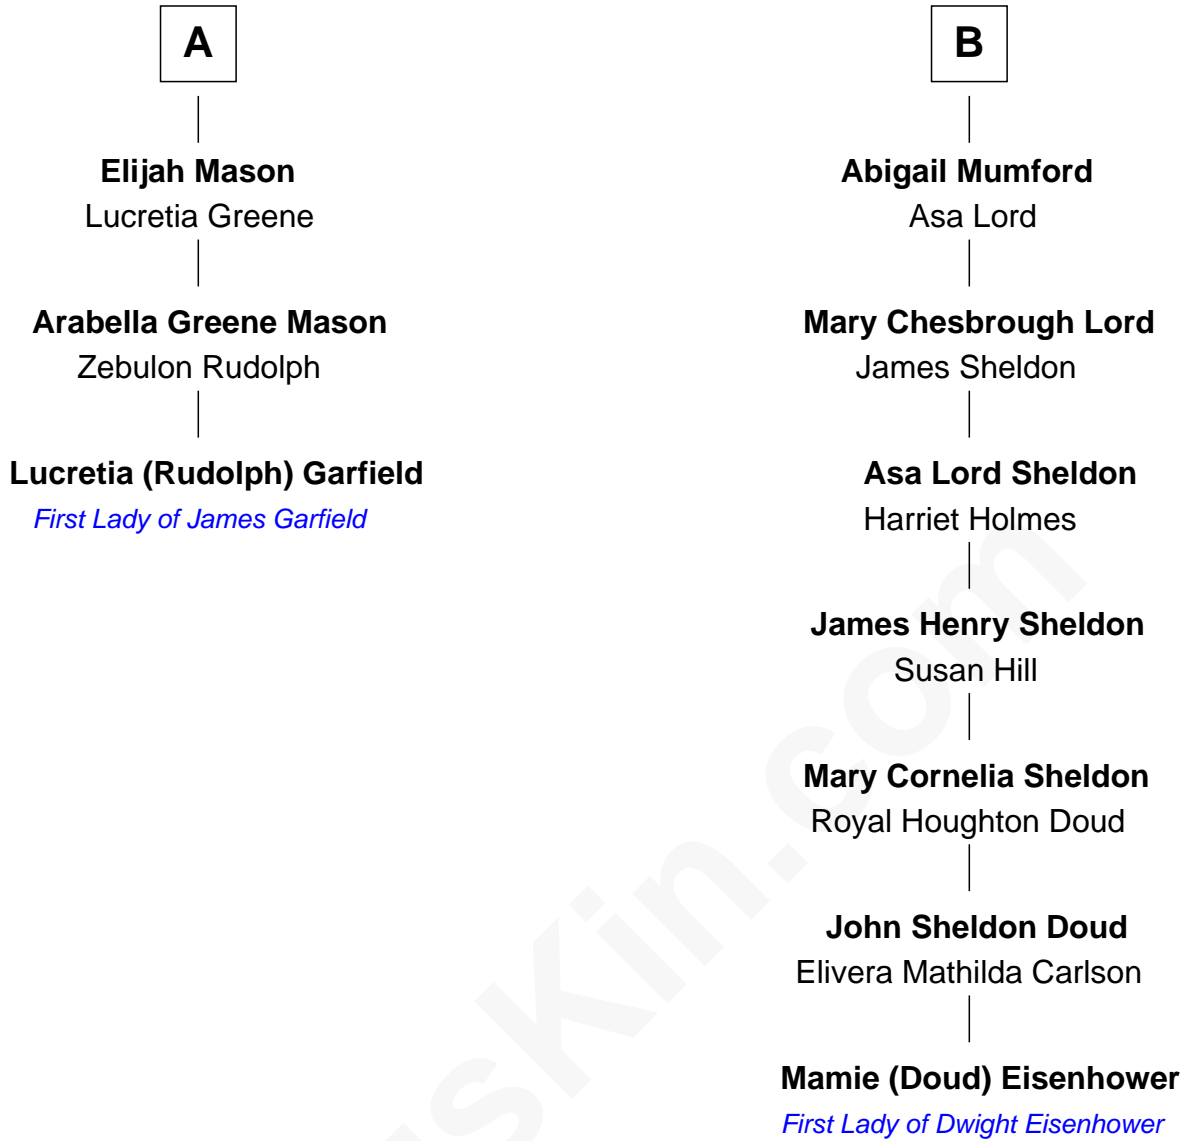 A
Elijah Mason
Lucretia Greene
Arabella Greene Mason
Zebulon Rudolph
Lucretia (Rudolph) Garfield
First Lady of James Garfield
B
Abigail Mumford
Asa Lord
Mary Chesbrough Lord
James Sheldon
Asa Lord Sheldon
Harriet Holmes
James Henry Sheldon
Susan Hill
Mary Cornelia Sheldon
Royal Houghton Doud
John Sheldon Doud
Elivera Mathilda Carlson
Mamie (Doud) Eisenhower
First Lady of Dwight Eisenhower